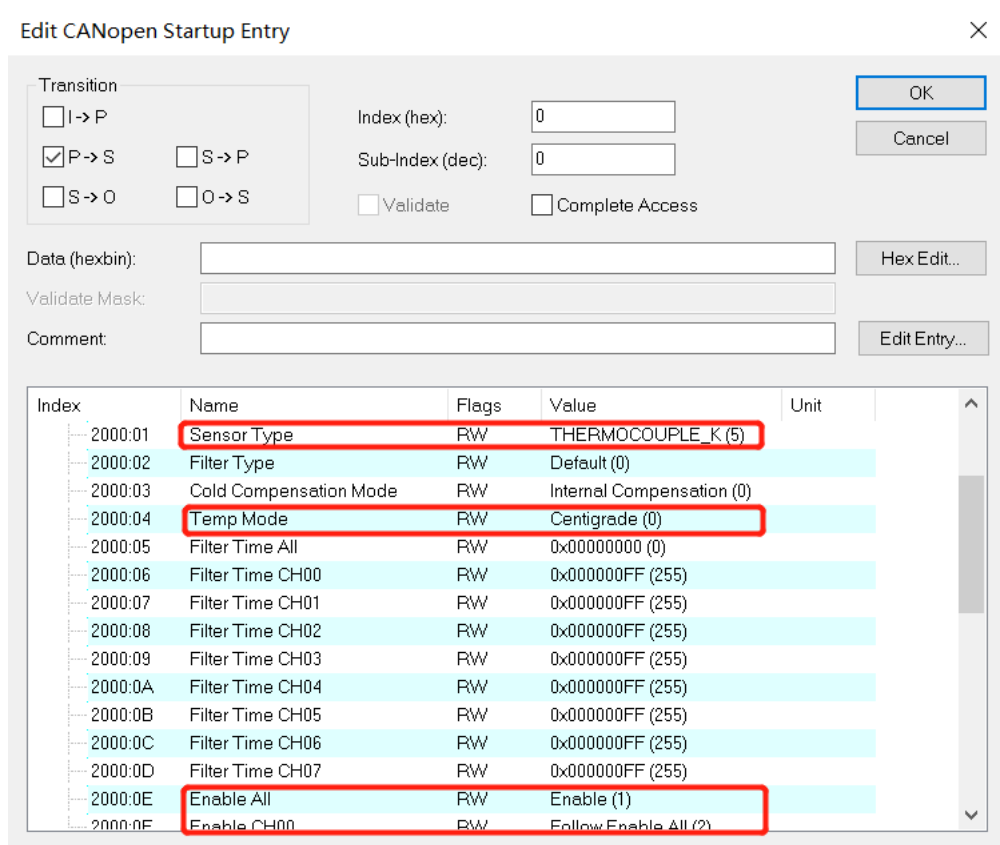 Edit CANopen Startup Entry
Transition
I -> P
P -> S
S -> P
S -> O
O -> S
Index (hex): 0
Sub-Index (dec): 0
Validate
Complete Access
OK
Cancel
Data (hexbin):
Hex Edit...
Validate Mask:
Comment:
Edit Entry...
Index Name Flags Value Unit
2000:01 Sensor Type RW THERMOCOUPLE_K (5)
2000:02 Filter Type RW Default (0)
2000:03 Cold Compensation Mode RW Internal Compensation (0)
2000:04 Temp Mode RW Centigrade (0)
2000:05 Filter Time All RW 0x00000000 (0)
2000:06 Filter Time CH00 RW 0x000000FF (255)
2000:07 Filter Time CH01 RW 0x000000FF (255)
2000:08 Filter Time CH02 RW 0x000000FF (255)
2000:09 Filter Time CH03 RW 0x000000FF (255)
2000:0A Filter Time CH04 RW 0x000000FF (255)
2000:0B Filter Time CH05 RW 0x000000FF (255)
2000:0C Filter Time CH06 RW 0x000000FF (255)
2000:0D Filter Time CH07 RW 0x000000FF (255)
2000:0E Enable All RW Enable (1)
2000:0F Enable CH00 RW Follow Enable All (2)